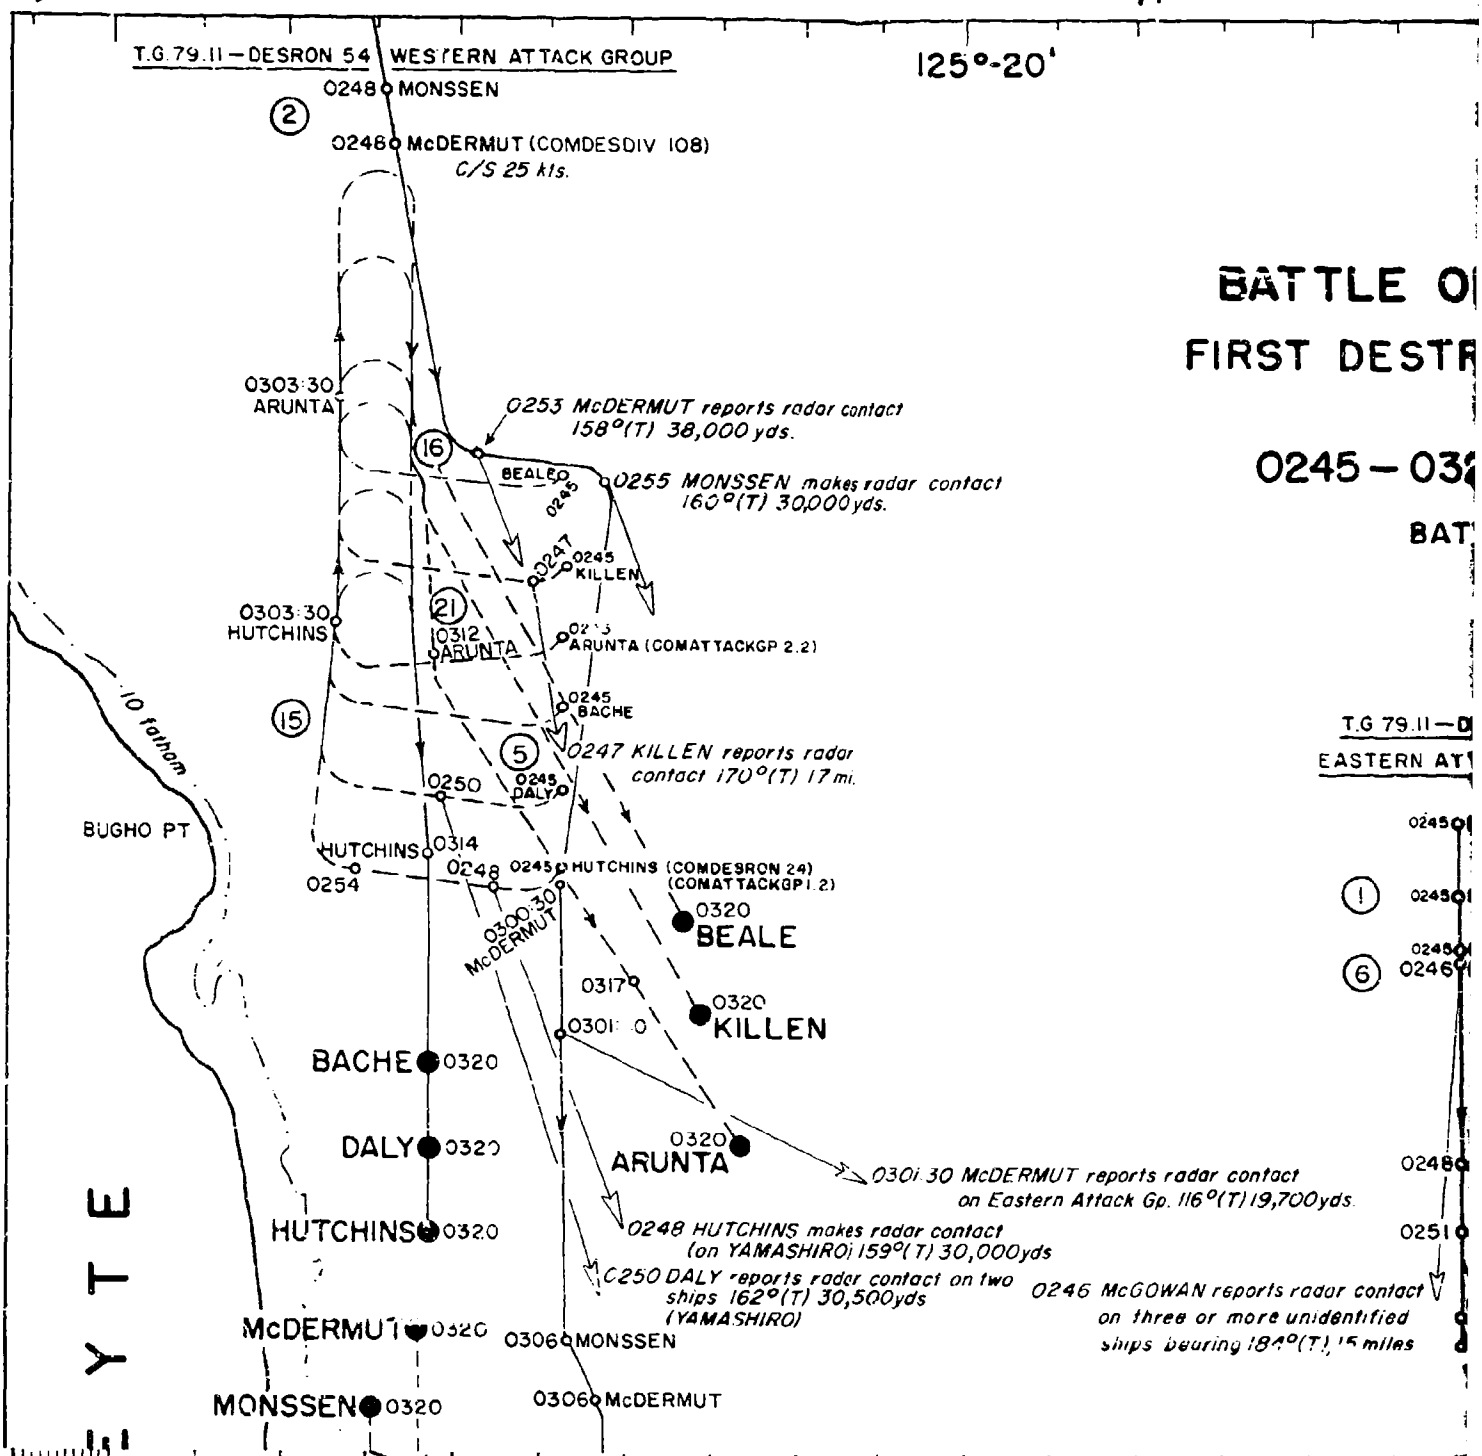 T.G. 79.11 — DESRON 54 WESTERN ATTACK GROUP
125°-20'
0248 MONSSEN
2
0248 McDERMUT (COMDESDIV 108)
C/S 25 kts.
BATTLE O
FIRST DESTR
0245 – 032
BAT
0303:30
ARUNTA
0253 McDERMUT reports radar contact
158°(T) 38,000 yds.
16
BEALE
0245
0255 MONSSEN makes radar contact
160°(T) 30,000 yds.
0247
0245
KILLEN
21
0303:30
HUTCHINS
0312
ARUNTA
ARUNTA (COMATTACKGP 2.2)
10 fathom
0245
BACHE
15
T.G 79.11 — D
EASTERN AT
5
0247 KILLEN reports radar
contact 170°(T) 17 mi.
0250
0245
DALY
BUGHO PT
0245
HUTCHINS
0314
0254
0248
0245 HUTCHINS (COMDESRON 24)
(COMATTACKGP 1.2)
0300:30
McDERMUT
1
0245
0245
6
0246
0320
BEALE
0317
0320
KILLEN
BACHE 0320
DALY 0320
HUTCHINS 0320
0320
ARUNTA
0301:30 McDERMUT reports radar contact
on Eastern Attack Gp. 116°(T) 19,700 yds.
0248
0251
0248 HUTCHINS makes radar contact
(on YAMASHIRO) 159°(T) 30,000 yds
0250 DALY reports radar contact on two
ships 162°(T) 30,500 yds
(YAMASHIRO)
0246 McGOWAN reports radar contact
on three or more unidentified
ships bearing 184°(T), 15 miles
McDERMUT 0320
0306 MONSSEN
MONSSEN 0320
0306 McDERMUT
E Y T E